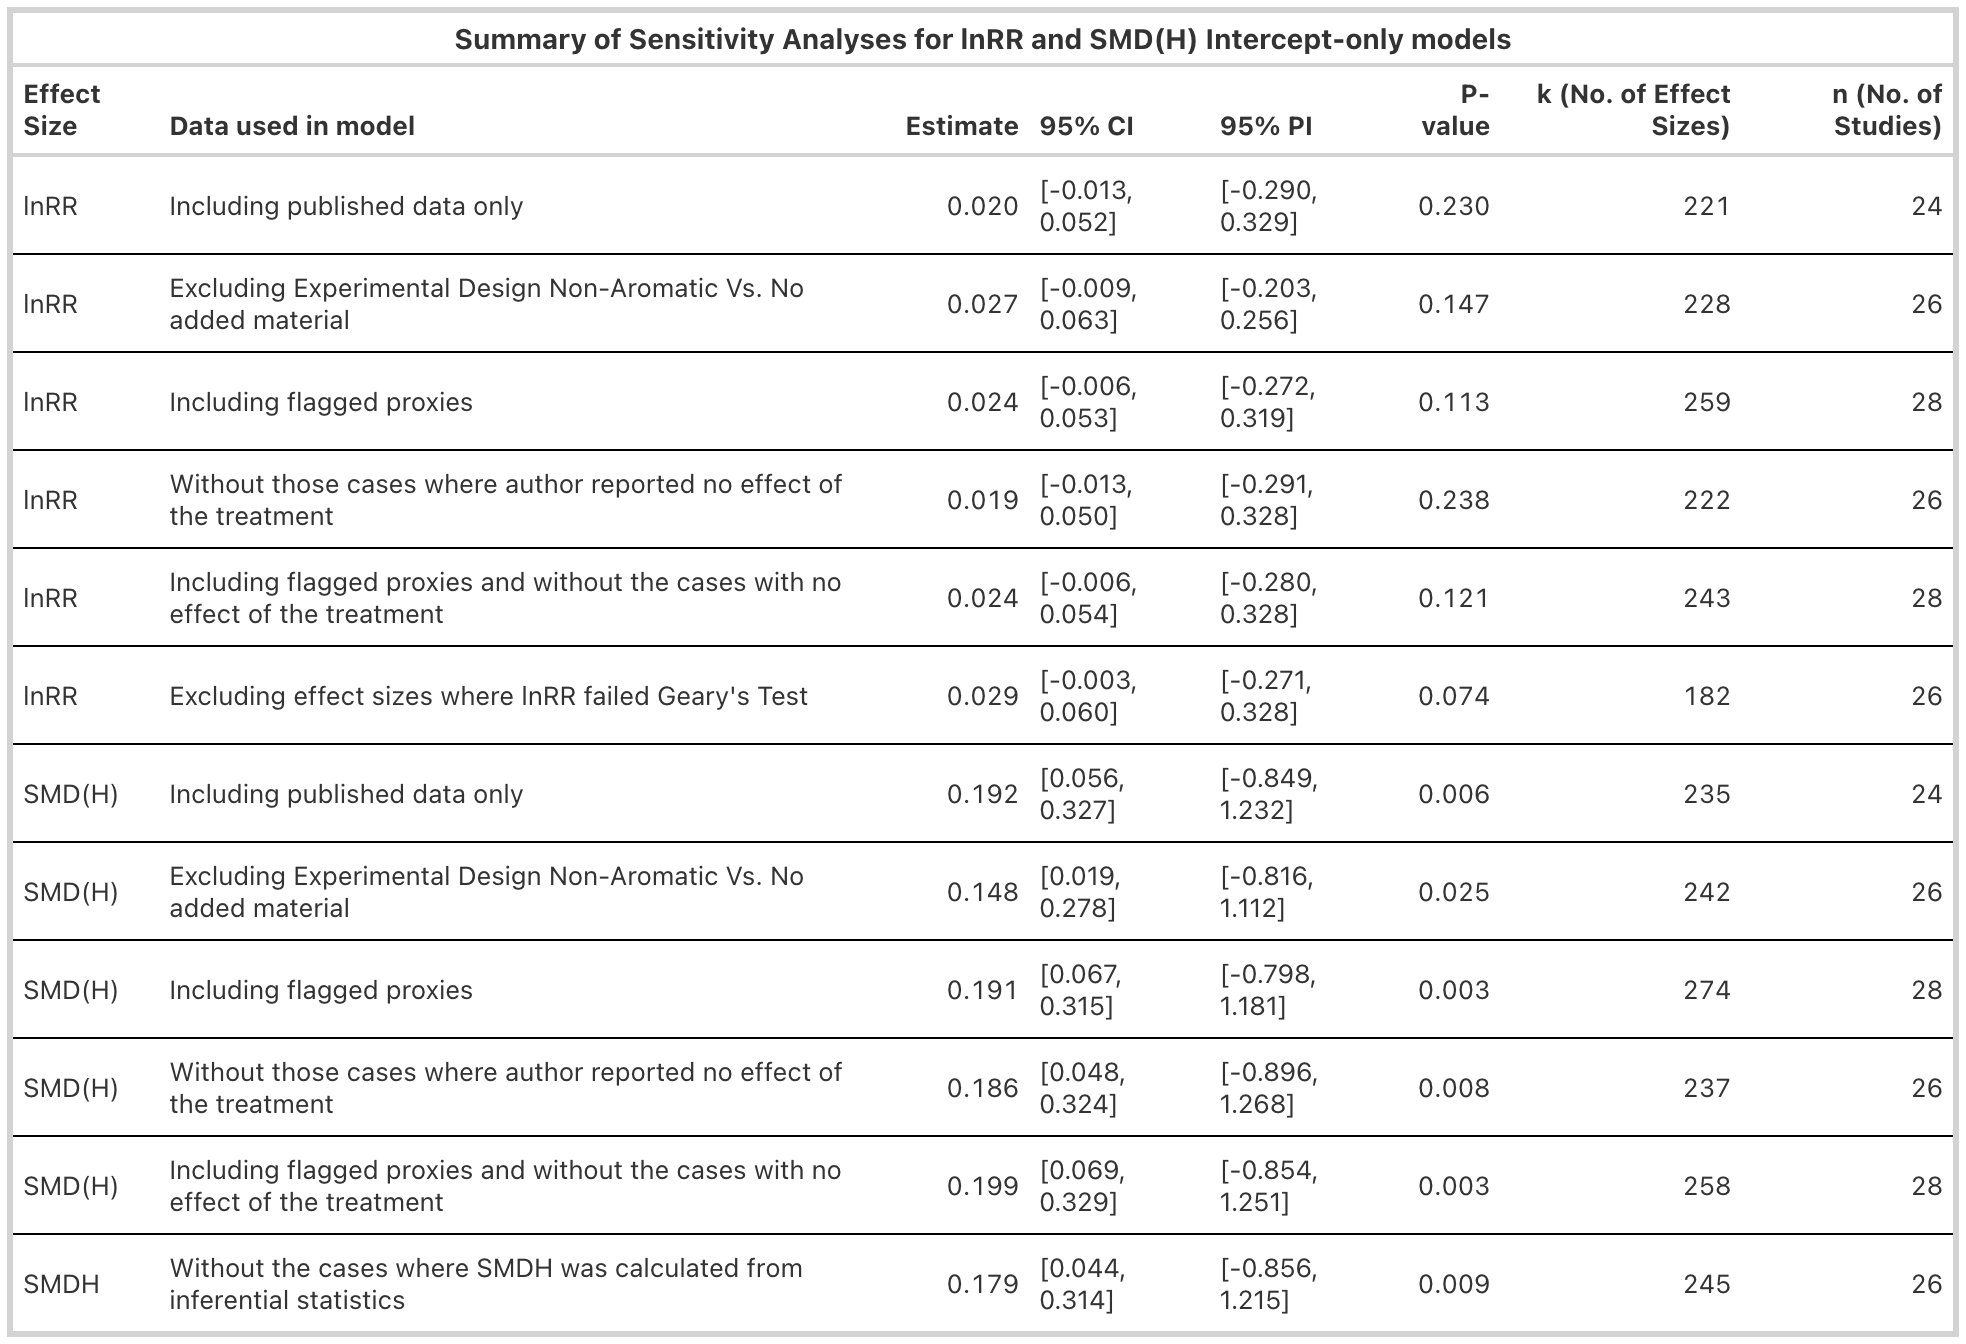 Summary of Sensitivity Analyses for lnRR and SMD(H) Intercept-only models
Effect Size | Data used in model | Estimate | 95% CI | 95% PI | P-value | k (No. of Effect Sizes) | n (No. of Studies)
lnRR | Including published data only | 0.020 | [-0.013, 0.052] | [-0.290, 0.329] | 0.230 | 221 | 24
lnRR | Excluding Experimental Design Non-Aromatic Vs. No added material | 0.027 | [-0.009, 0.063] | [-0.203, 0.256] | 0.147 | 228 | 26
lnRR | Including flagged proxies | 0.024 | [-0.006, 0.053] | [-0.272, 0.319] | 0.113 | 259 | 28
lnRR | Without those cases where author reported no effect of the treatment | 0.019 | [-0.013, 0.050] | [-0.291, 0.328] | 0.238 | 222 | 26
lnRR | Including flagged proxies and without the cases with no effect of the treatment | 0.024 | [-0.006, 0.054] | [-0.280, 0.328] | 0.121 | 243 | 28
lnRR | Excluding effect sizes where lnRR failed Geary's Test | 0.029 | [-0.003, 0.060] | [-0.271, 0.328] | 0.074 | 182 | 26
SMD(H) | Including published data only | 0.192 | [0.056, 0.327] | [-0.849, 1.232] | 0.006 | 235 | 24
SMD(H) | Excluding Experimental Design Non-Aromatic Vs. No added material | 0.148 | [0.019, 0.278] | [-0.816, 1.112] | 0.025 | 242 | 26
SMD(H) | Including flagged proxies | 0.191 | [0.067, 0.315] | [-0.798, 1.181] | 0.003 | 274 | 28
SMD(H) | Without those cases where author reported no effect of the treatment | 0.186 | [0.048, 0.324] | [-0.896, 1.268] | 0.008 | 237 | 26
SMD(H) | Including flagged proxies and without the cases with no effect of the treatment | 0.199 | [0.069, 0.329] | [-0.854, 1.251] | 0.003 | 258 | 28
SMDH | Without the cases where SMDH was calculated from inferential statistics | 0.179 | [0.044, 0.314] | [-0.856, 1.215] | 0.009 | 245 | 26